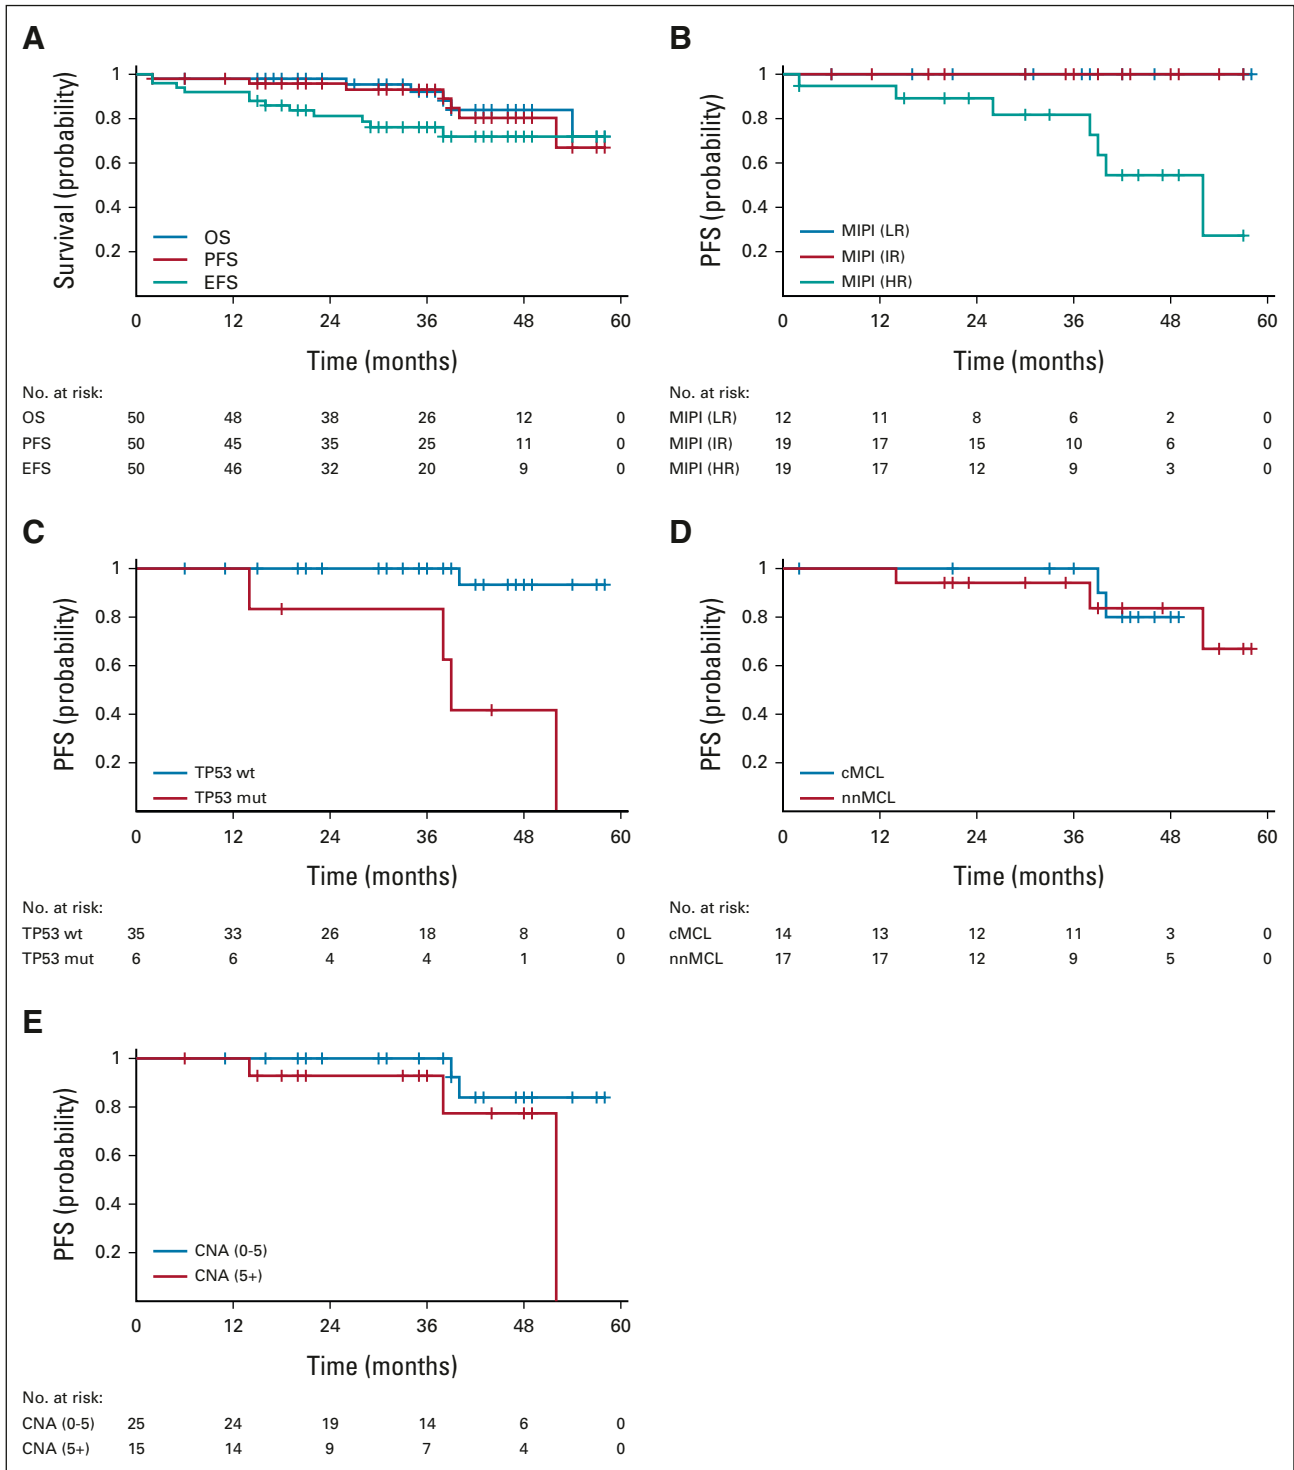 A
Survival (probability)
1
0.8
0.6
0.4
0.2
OS
PFS
EFS
0 12 24 36 48 60
Time (months)
No. at risk:
OS 50 48 38 26 12 0
PFS 50 45 35 25 11 0
EFS 50 46 32 20 9 0
B
PFS (probability)
1
0.8
0.6
0.4
0.2
MIPI (LR)
MIPI (IR)
MIPI (HR)
0 12 24 36 48 60
Time (months)
No. at risk:
MIPI (LR) 12 11 8 6 2 0
MIPI (IR) 19 17 15 10 6 0
MIPI (HR) 19 17 12 9 3 0
C
PFS (probability)
1
0.8
0.6
0.4
0.2
TP53 wt
TP53 mut
0 12 24 36 48 60
Time (months)
No. at risk:
TP53 wt 35 33 26 18 8 0
TP53 mut 6 6 4 4 1 0
D
PFS (probability)
1
0.8
0.6
0.4
0.2
cMCL
nnMCL
0 12 24 36 48 60
Time (months)
No. at risk:
cMCL 14 13 12 11 3 0
nnMCL 17 17 12 9 5 0
E
PFS (probability)
1
0.8
0.6
0.4
0.2
CNA (0-5)
CNA (5+)
0 12 24 36 48 60
Time (months)
No. at risk:
CNA (0-5) 25 24 19 14 6 0
CNA (5+) 15 14 9 7 4 0